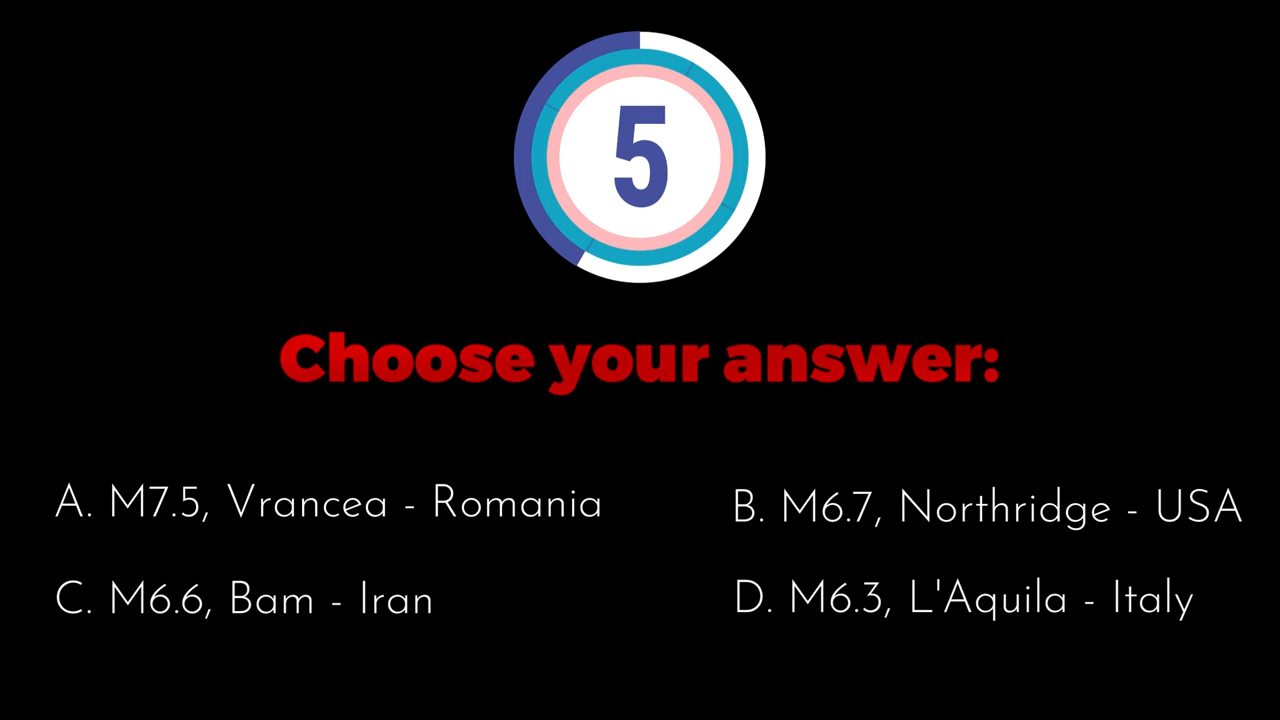 5
Choose your answer:
A. M7.5, Vrancea - Romania
B. M6.7, Northridge - USA
C. M6.6, Bam - Iran
D. M6.3, L'Aquila - Italy